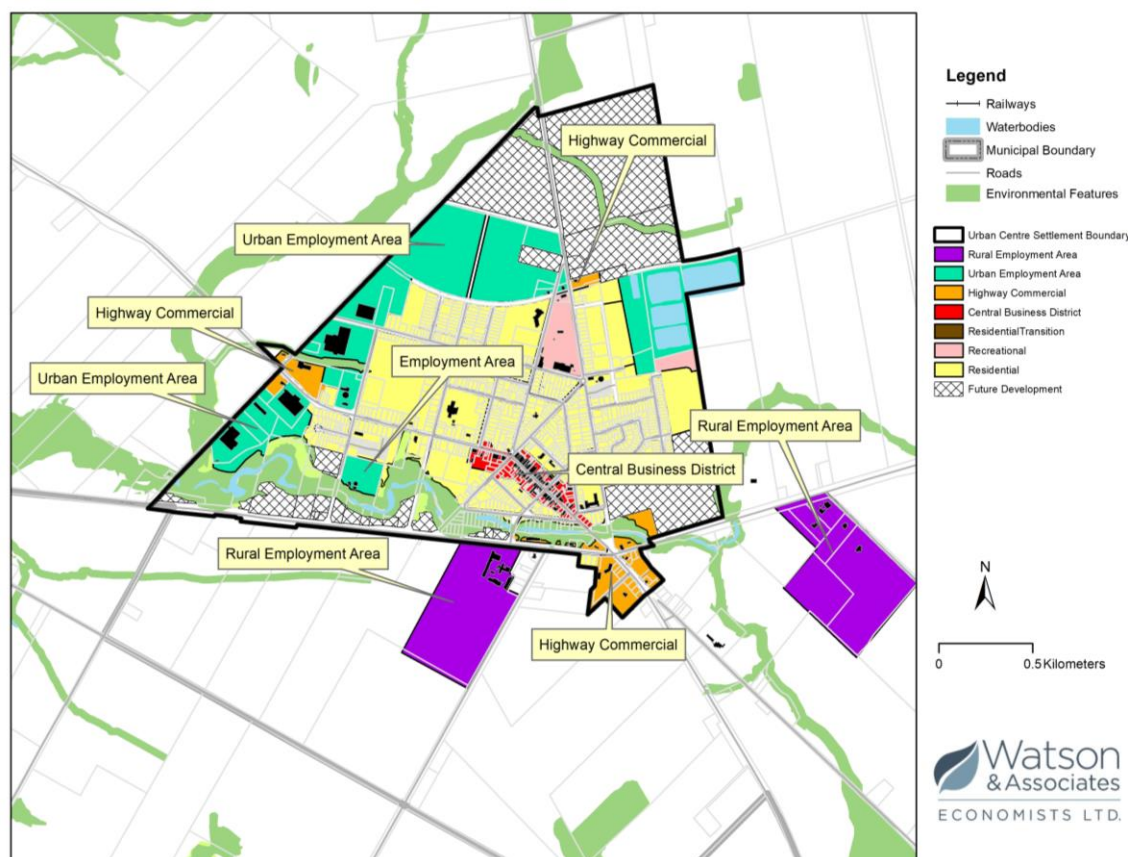 Highway Commercial
Urban Employment Area
Highway Commercial
Employment Area
Urban Employment Area
Rural Employment Area
Central Business District
Rural Employment Area
Highway Commercial
Legend
Railways
Waterbodies
Municipal Boundary
Roads
Environmental Features
Urban Centre Settlement Boundary
Rural Employment Area
Urban Employment Area
Highway Commercial
Central Business District
ResidentialTransition
Recreational
Residential
Future Development
N
0 0.5 Kilometers
Watson
& Associates
ECONOMISTS LTD.